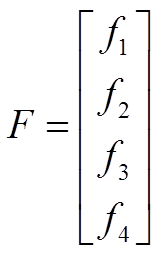 F = [
f₁
f₂
f₃
f₄
]